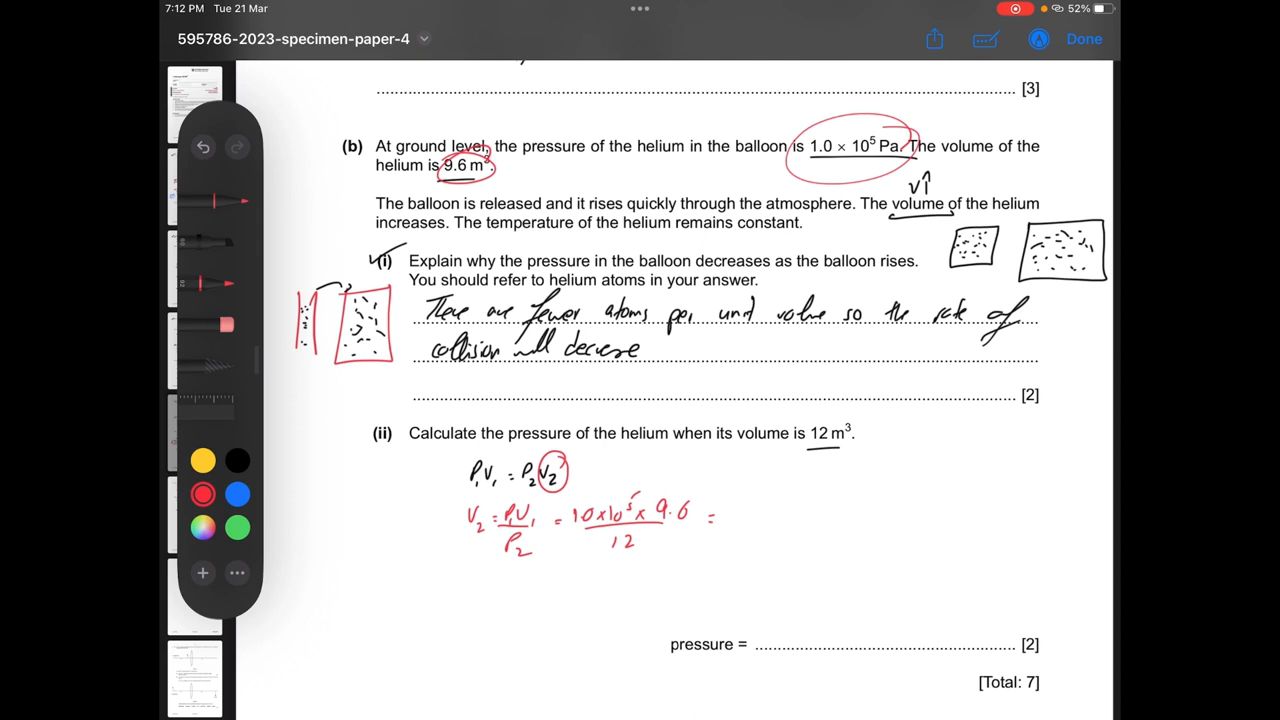 7:12 PM Tue 21 Mar
52%
595786-2023-specimen-paper-4
Done
[3]
(b) At ground level, the pressure of the helium in the balloon is 1.0 × 10⁵ Pa. The volume of the
helium is 9.6 m³.
V↑
The balloon is released and it rises quickly through the atmosphere. The volume of the helium
increases. The temperature of the helium remains constant.
(i) Explain why the pressure in the balloon decreases as the balloon rises.
You should refer to helium atoms in your answer.
There are fewer atoms per unit volume so the rate of
collision will decrese
[2]
(ii) Calculate the pressure of the helium when its volume is 12 m³.
P₁V₁ = P₂V₂
V₂ = P₁V₁/P₂ = 1.0×10⁵ × 9.6/12 =
pressure = [2]
[Total: 7]